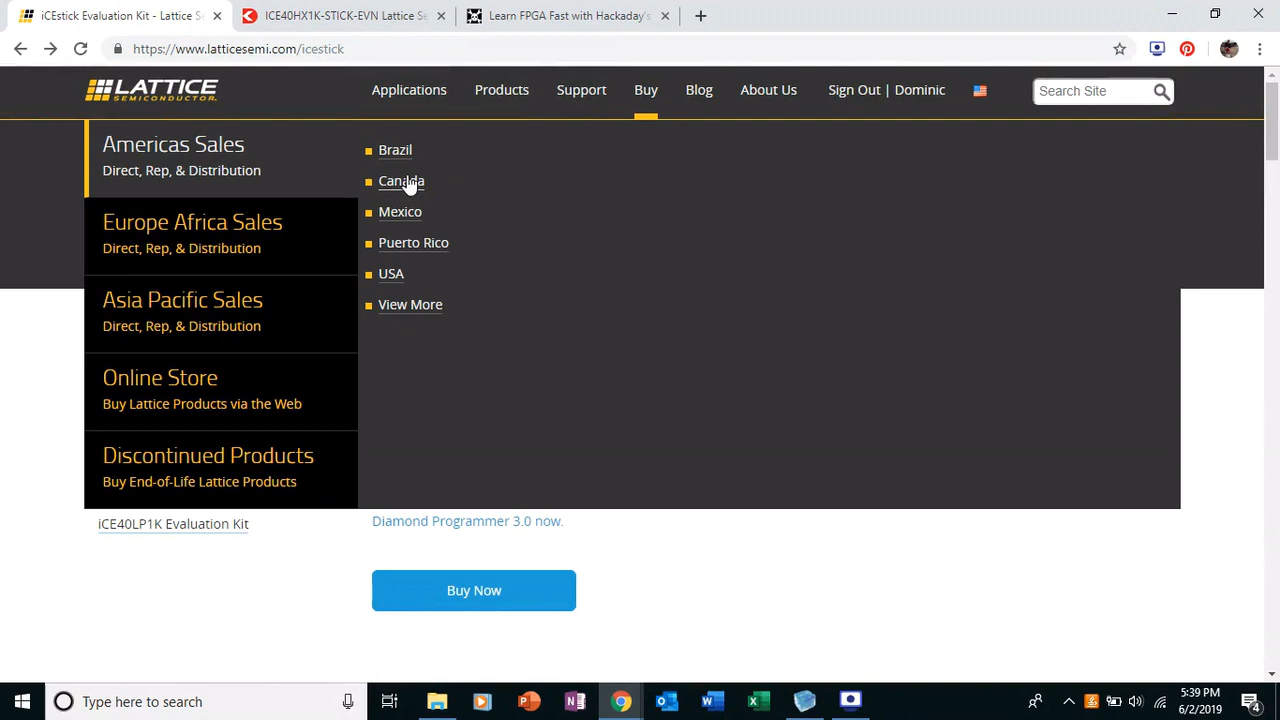 iCEstick Evaluation Kit - Lattice Se
ICE40HX1K-STICK-EVN Lattice Se
Learn FPGA Fast with Hackaday's
https://www.latticesemi.com/icestick
LATTICE
SEMICONDUCTOR.
Applications
Products
Support
Buy
Blog
About Us
Sign Out | Dominic
Search Site
Americas Sales
Direct, Rep, & Distribution
Europe Africa Sales
Direct, Rep, & Distribution
Asia Pacific Sales
Direct, Rep, & Distribution
Online Store
Buy Lattice Products via the Web
Discontinued Products
Buy End-of-Life Lattice Products
Brazil
Canada
Mexico
Puerto Rico
USA
View More
iCE40LP1K Evaluation Kit
Diamond Programmer 3.0 now.
Buy Now
Type here to search
5:39 PM
6/2/2019
4